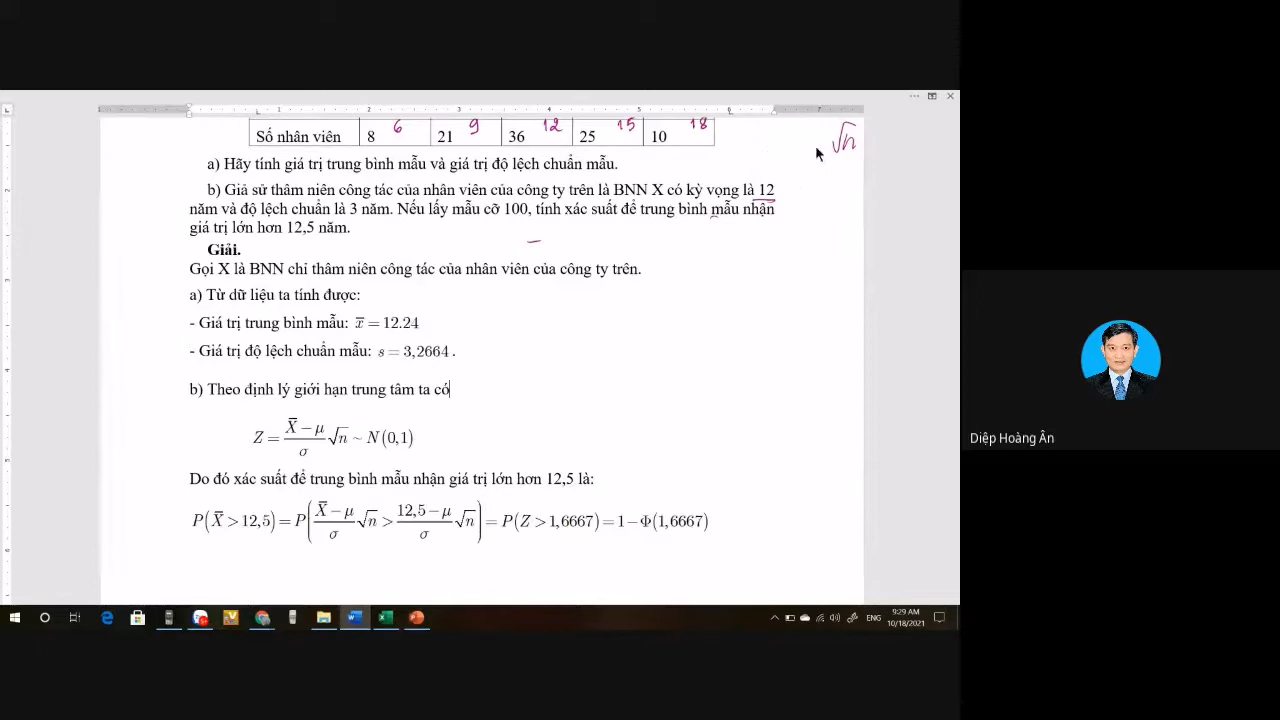 6 9 12 15 18
Số nhân viên 8 21 36 25 10
√n
a) Hãy tính giá trị trung bình mẫu và giá trị độ lệch chuẩn mẫu.
b) Giả sử thâm niên công tác của nhân viên của công ty trên là BNN X có kỳ vọng là 12
năm và độ lệch chuẩn là 3 năm. Nếu lấy mẫu cỡ 100, tính xác suất để trung bình mẫu nhận
giá trị lớn hơn 12,5 năm.
Giải.
Gọi X là BNN chỉ thâm niên công tác của nhân viên của công ty trên.
a) Từ dữ liệu ta tính được:
- Giá trị trung bình mẫu: x̄ = 12.24
- Giá trị độ lệch chuẩn mẫu: s = 3,2664.
b) Theo định lý giới hạn trung tâm ta có
Z = (X̄ − μ)/σ √n ~ N(0,1)
Do đó xác suất để trung bình mẫu nhận giá trị lớn hơn 12,5 là:
P(X̄ > 12,5) = P((X̄ − μ)/σ √n > (12,5 − μ)/σ √n) = P(Z > 1,6667) = 1 − Φ(1,6667)
Diệp Hoàng Ân
ENG
9:29 AM
10/18/2021